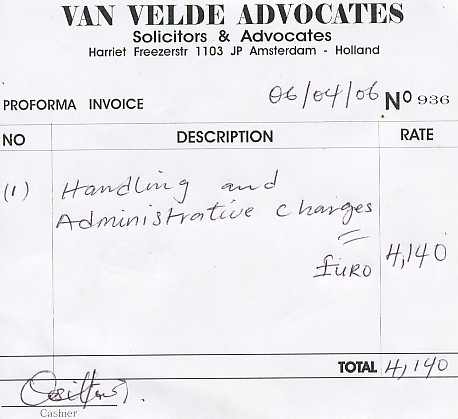 VAN VELDE ADVOCATES
Solicitors & Advocates
Harriet Freezerstr 1103 JP Amsterdam - Holland
PROFORMA INVOICE 06/04/06 No 936
NO DESCRIPTION RATE
(1) Handling and
Administrative charges
=
EURO 4,140
TOTAL 4,140
Cashier